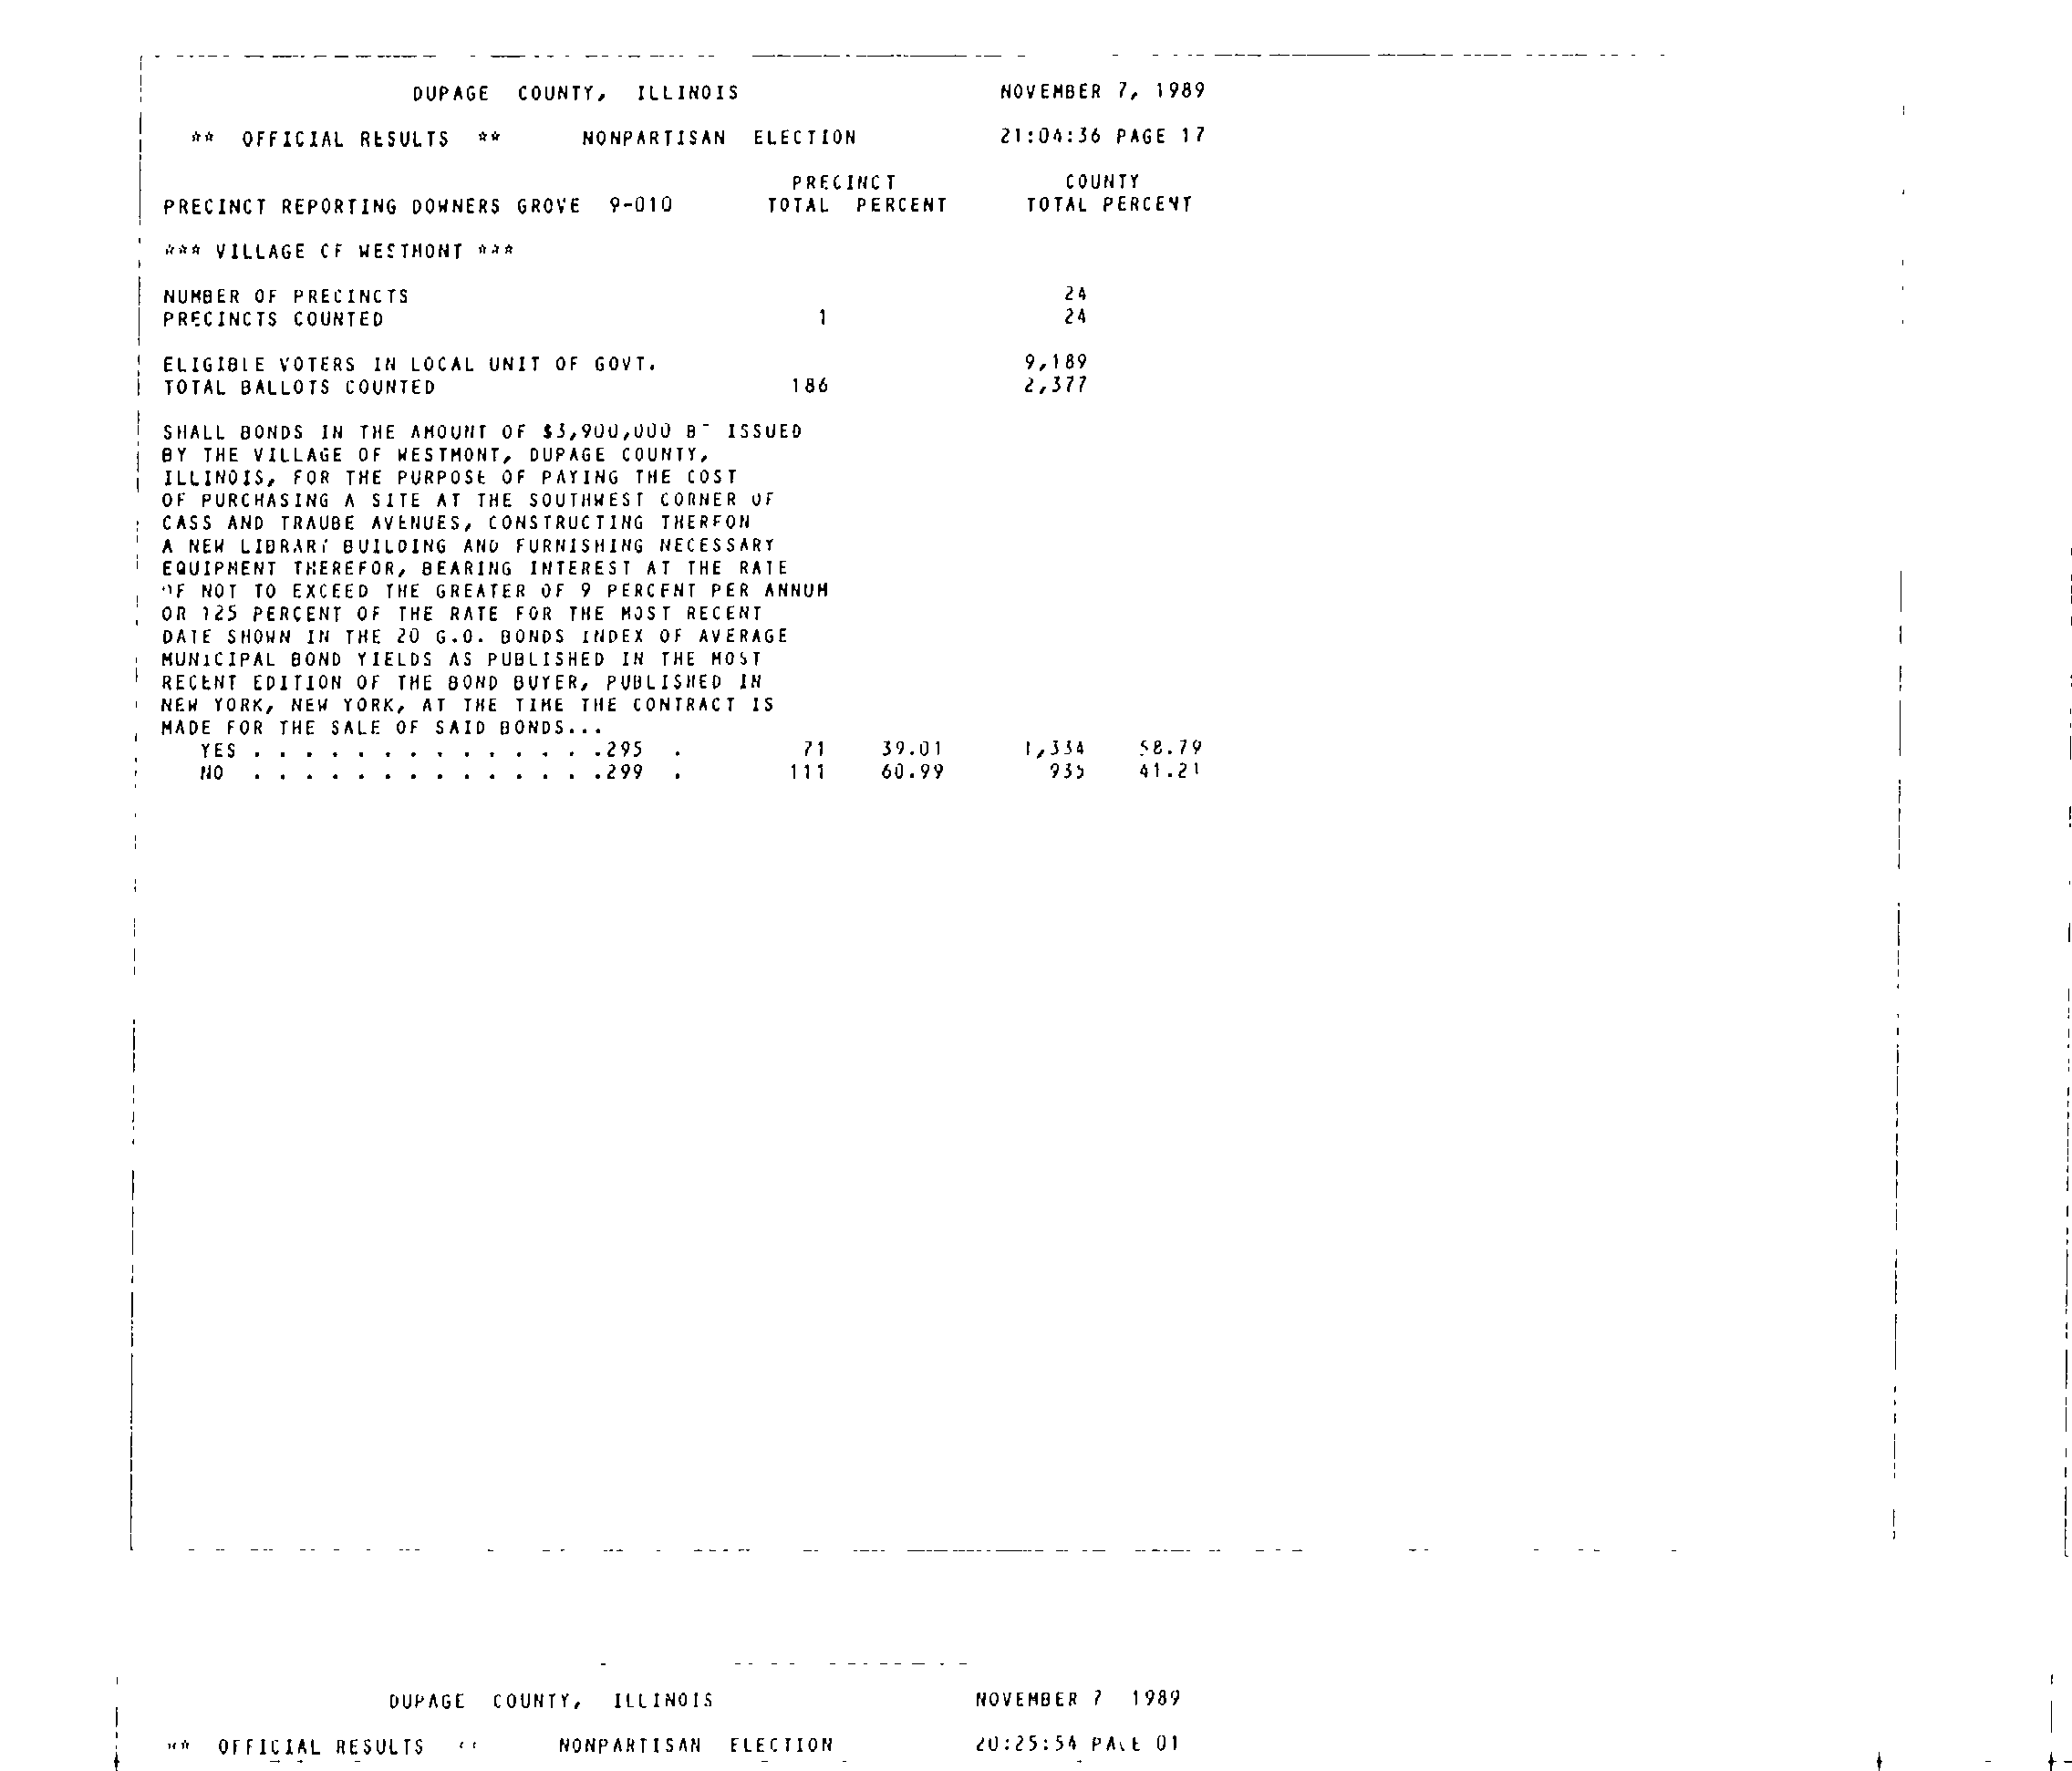 DUPAGE COUNTY, ILLINOIS NOVEMBER 7, 1989
** OFFICIAL RESULTS ** NONPARTISAN ELECTION 21:04:36 PAGE 17
PRECINCT COUNTY
PRECINCT REPORTING DOWNERS GROVE 9-010 TOTAL PERCENT TOTAL PERCENT
*** VILLAGE OF WESTMONT ***
NUMBER OF PRECINCTS 24
PRECINCTS COUNTED 1 24
ELIGIBLE VOTERS IN LOCAL UNIT OF GOVT. 9,189
TOTAL BALLOTS COUNTED 186 2,377
SHALL BONDS IN THE AMOUNT OF $3,900,000 B ISSUED
BY THE VILLAGE OF WESTMONT, DUPAGE COUNTY,
ILLINOIS, FOR THE PURPOSE OF PAYING THE COST
OF PURCHASING A SITE AT THE SOUTHWEST CORNER OF
CASS AND TRAUBE AVENUES, CONSTRUCTING THEREON
A NEW LIBRARY BUILDING AND FURNISHING NECESSARY
EQUIPMENT THEREFOR, BEARING INTEREST AT THE RATE
OF NOT TO EXCEED THE GREATER OF 9 PERCENT PER ANNUM
OR 125 PERCENT OF THE RATE FOR THE MOST RECENT
DATE SHOWN IN THE 20 G.O. BONDS INDEX OF AVERAGE
MUNICIPAL BOND YIELDS AS PUBLISHED IN THE MOST
RECENT EDITION OF THE BOND BUYER, PUBLISHED IN
NEW YORK, NEW YORK, AT THE TIME THE CONTRACT IS
MADE FOR THE SALE OF SAID BONDS...
YES . . . . . . . . . . . . . .295 . 71 39.01 1,334 58.79
NO . . . . . . . . . . . . . .299 . 111 60.99 935 41.21
DUPAGE COUNTY, ILLINOIS NOVEMBER 7 1989
** OFFICIAL RESULTS NONPARTISAN ELECTION 20:25:54 PAGE 01